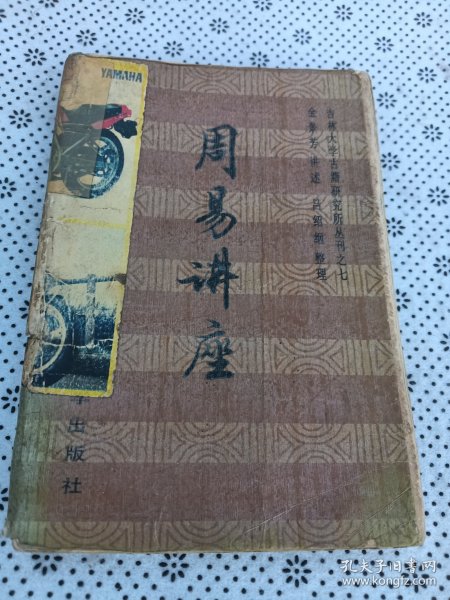 YAMAHA
周易讲座
吉林大学古籍研究所丛刊之七
金景芳讲述 吕绍纲整理
出版社
孔夫子旧书网
www.kongfz.com